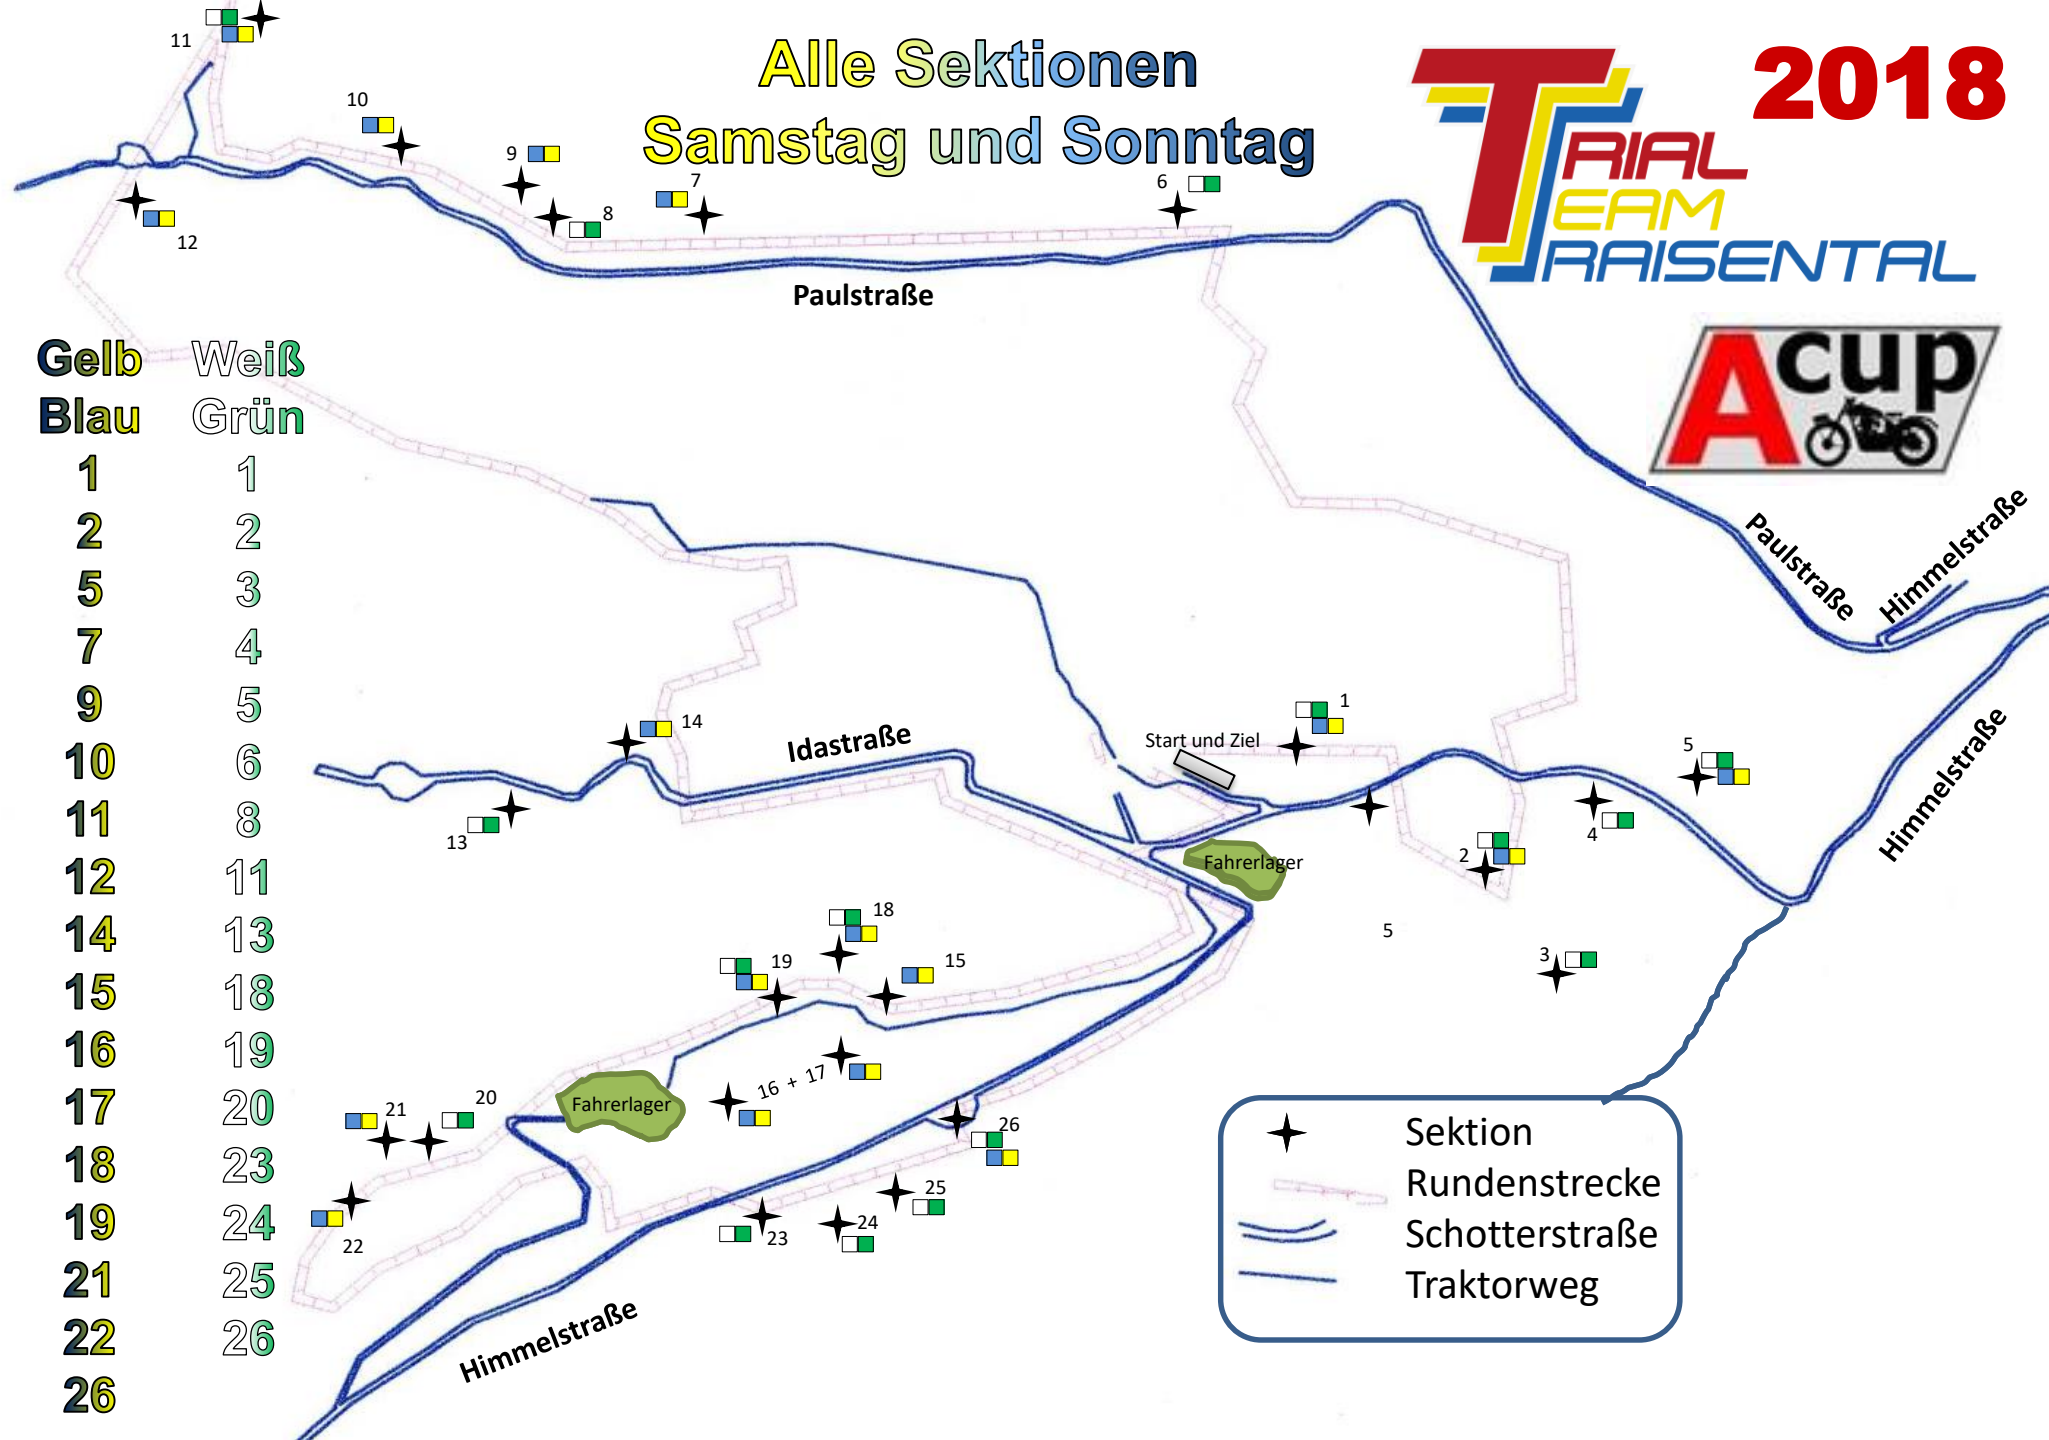 Alle Sektionen
Samstag und Sonntag
2018
TRIAL
TEAM
TRAISENTAL
A cup
11
10
9
8
7
6
12
Paulstraße
Gelb Weiß
Blau Grün
1 1
2 2
5 3
7 4
9 5
10 6
11 8
12 11
14 13
15 18
16 19
17 20
18 23
19 24
21 25
22 26
26
Paulstraße
Himmelstraße
Himmelstraße
14
Idastraße
Start und Ziel
1
5
13
4
2
Fahrerlager
5
3
18
19
15
16 + 17
Fahrerlager
21
20
22
26
25
24
23
Himmelstraße
Sektion
Rundenstrecke
Schotterstraße
Traktorweg